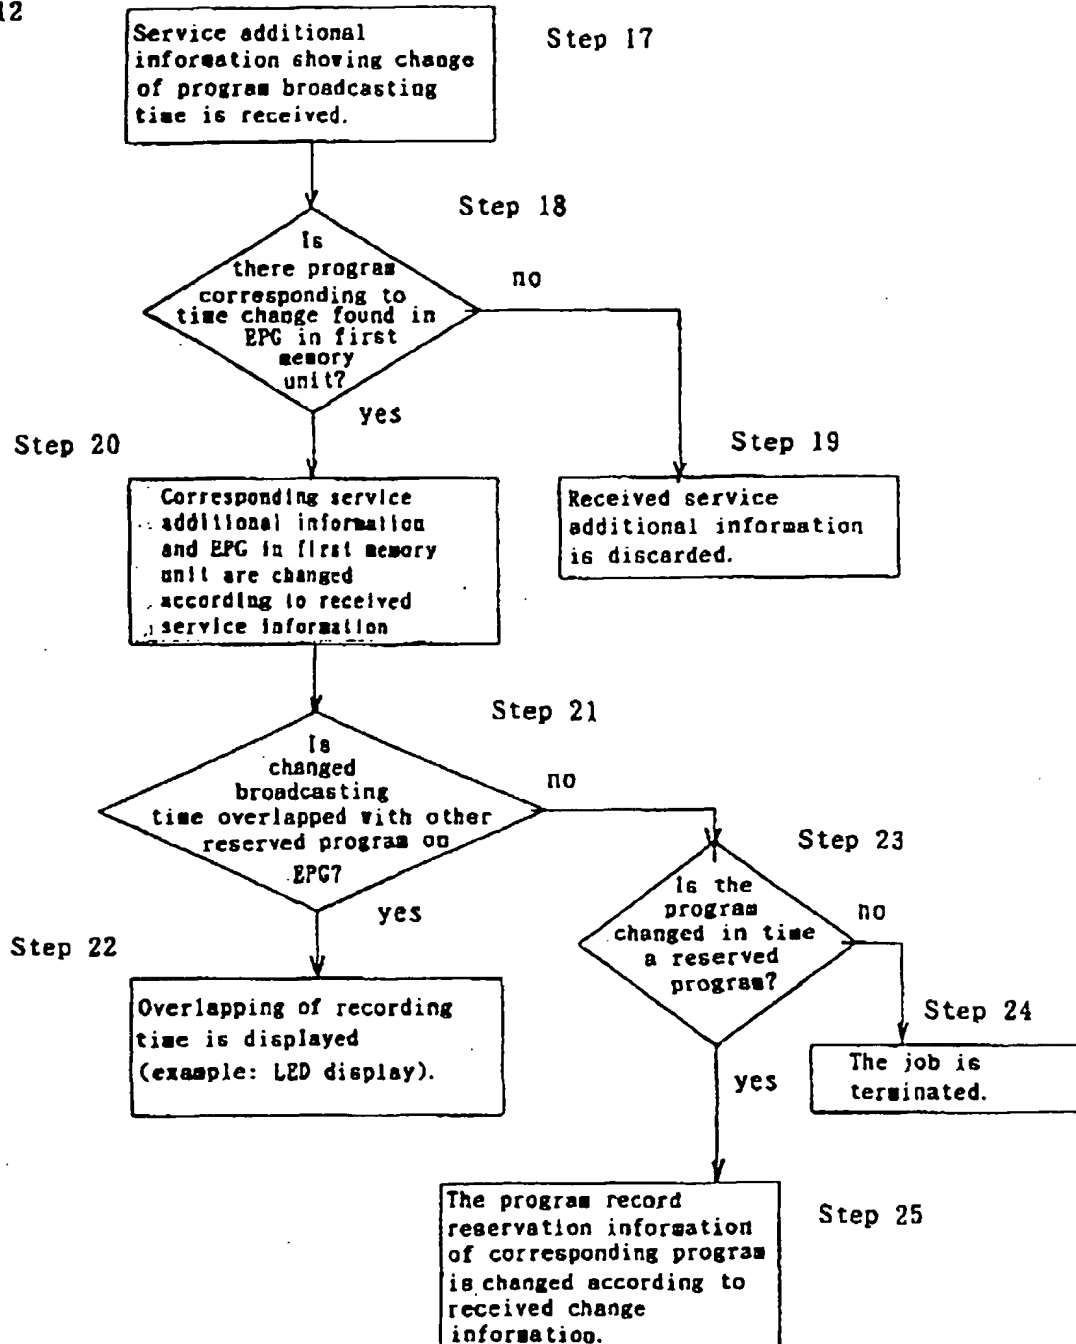 12
Service additional
information showing change
of program broadcasting
time is received.
Step 17
Step 18
Is
there program
corresponding to
time change found in
EPG in first
memory
unit?
no
yes
Step 20
Step 19
Corresponding service
additional information
and EPG in first memory
unit are changed
according to received
service information
Received service
additional information
is discarded.
Step 21
Is
changed
broadcasting
time overlapped with other
reserved program on
EPG?
no
yes
Step 23
Is the
program
changed in time
a reserved
program?
no
Step 22
Overlapping of recording
time is displayed
(example: LED display).
Step 24
The job is
terminated.
yes
Step 25
The program record
reservation information
of corresponding program
is changed according to
received change
information.